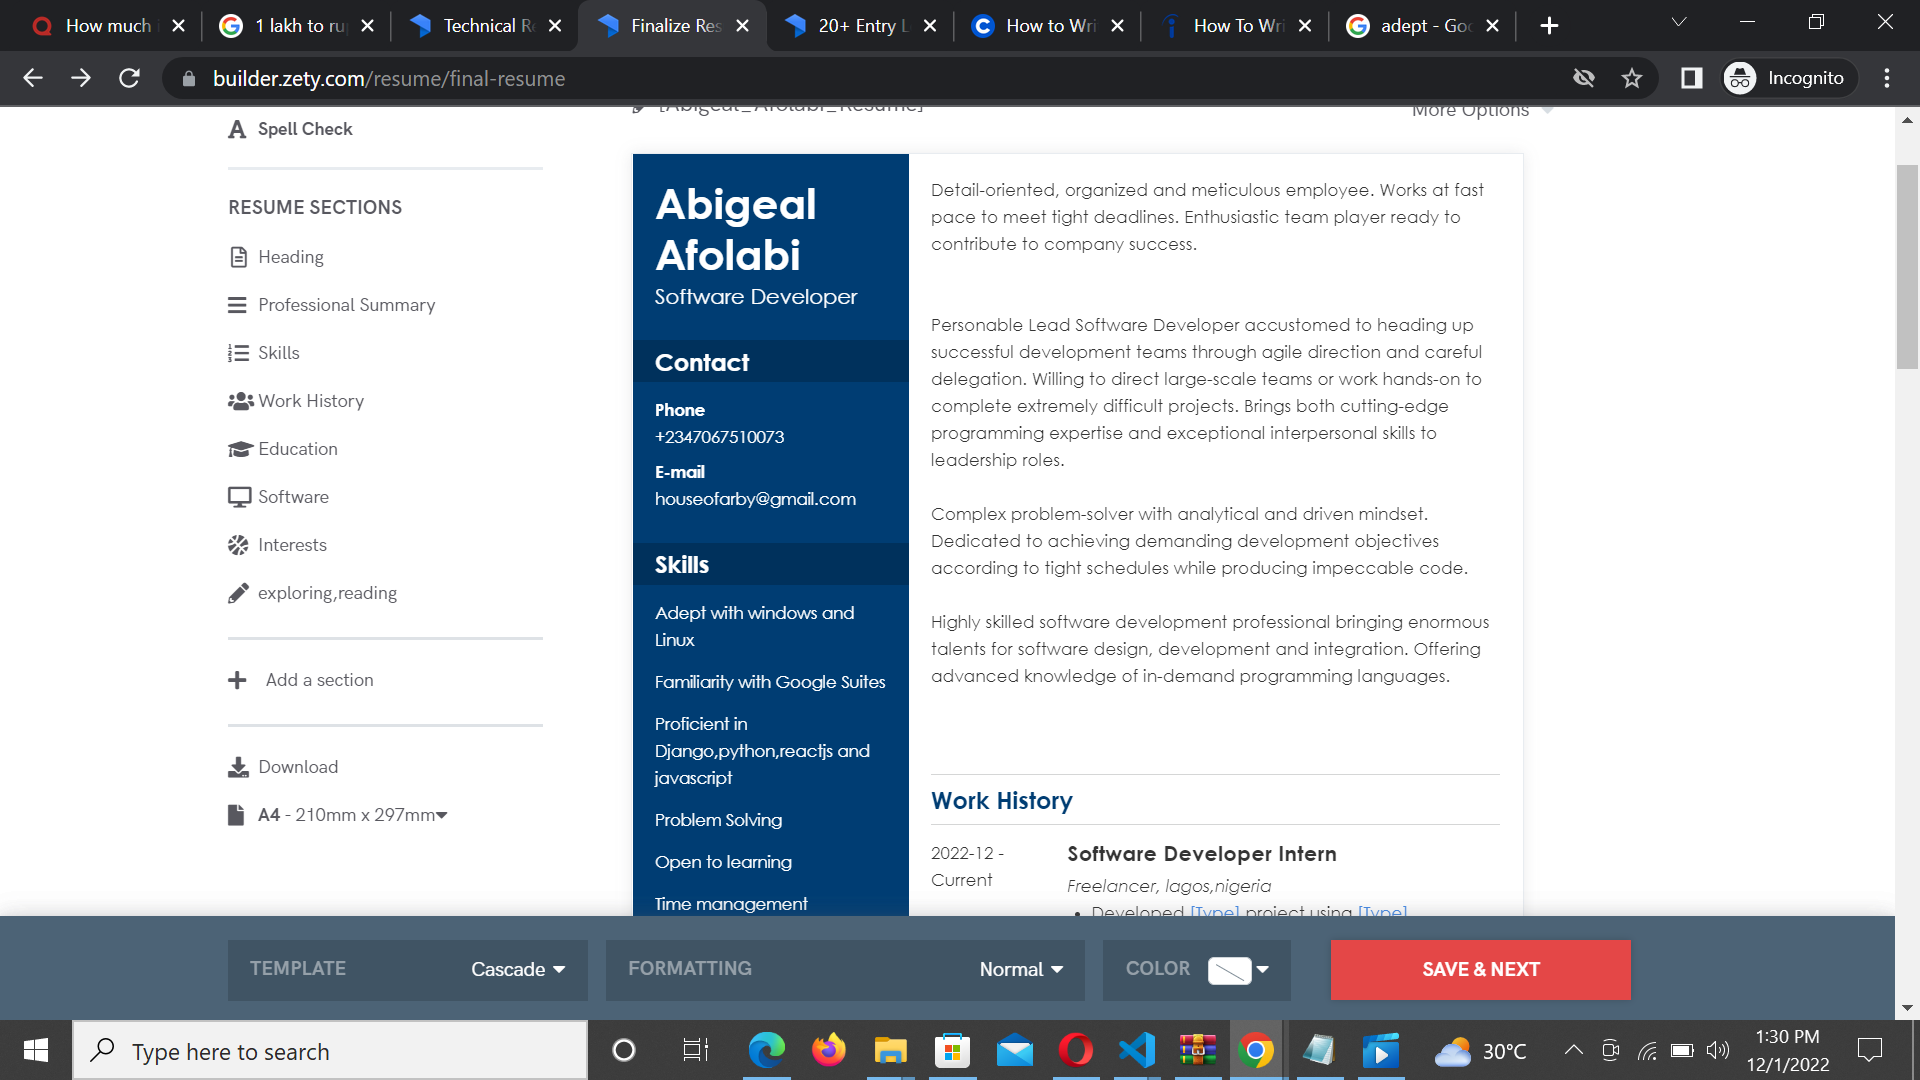 How much i
1 lakh to ru
Technical Re
Finalize Res
20+ Entry L
How to Wri
How To Wri
adept - Goo
builder.zety.com/resume/final-resume
Incognito
[Abigeal_Afolabi_Resume]
More Options
Spell Check
RESUME SECTIONS
Heading
Professional Summary
Skills
Work History
Education
Software
Interests
exploring,reading
Add a section
Download
A4 - 210mm x 297mm
Abigeal
Afolabi
Software Developer
Contact
Phone
+2347067510073
E-mail
houseofarby@gmail.com
Skills
Adept with windows and
Linux
Familiarity with Google Suites
Proficient in
Django,python,reactjs and
javascript
Problem Solving
Open to learning
Time management
Detail-oriented, organized and meticulous employee. Works at fast
pace to meet tight deadlines. Enthusiastic team player ready to
contribute to company success.
Personable Lead Software Developer accustomed to heading up
successful development teams through agile direction and careful
delegation. Willing to direct large-scale teams or work hands-on to
complete extremely difficult projects. Brings both cutting-edge
programming expertise and exceptional interpersonal skills to
leadership roles.
Complex problem-solver with analytical and driven mindset.
Dedicated to achieving demanding development objectives
according to tight schedules while producing impeccable code.
Highly skilled software development professional bringing enormous
talents for software design, development and integration. Offering
advanced knowledge of in-demand programming languages.
Work History
2022-12 -
Current
Software Developer Intern
Freelancer, lagos,nigeria
• Developed [Type] project using [Type]
TEMPLATE
Cascade
FORMATTING
Normal
COLOR
SAVE & NEXT
Type here to search
30°C
1:30 PM
12/1/2022